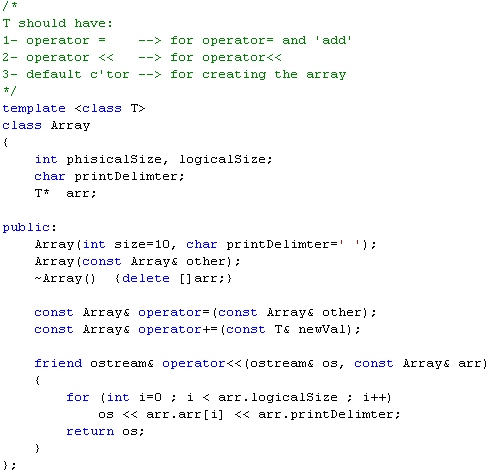 /*
T should have:
1- operator =    --> for operator= and 'add'
2- operator <<   --> for operator<<
3- default c'tor --> for creating the array
*/
template <class T>
class Array
{
    int phisicalSize, logicalSize;
    char printDelimter;
    T*  arr;

public:
    Array(int size=10, char printDelimter=' ');
    Array(const Array& other);
    ~Array()  {delete []arr;}

    const Array& operator=(const Array& other);
    const Array& operator+=(const T& newVal);

    friend ostream& operator<<(ostream& os, const Array& arr)
    {
        for (int i=0 ; i < arr.logicalSize ; i++)
            os << arr.arr[i] << arr.printDelimter;
        return os;
    }
};